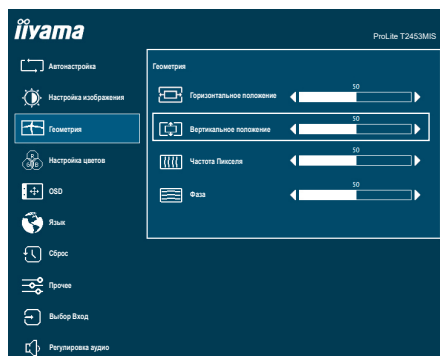 iiyama
ProLite T2453MIS
Автонастройка
Настройка изображения
Геометрия
Настройка цветов
R
G B
OSD
Язык
Сброс
Прочее
Выбор Вход
Регулировка аудио
Геометрия
Горизонтальное положение
50
Вертикальное положение
50
Частота Пикселя
50
Фаза
50